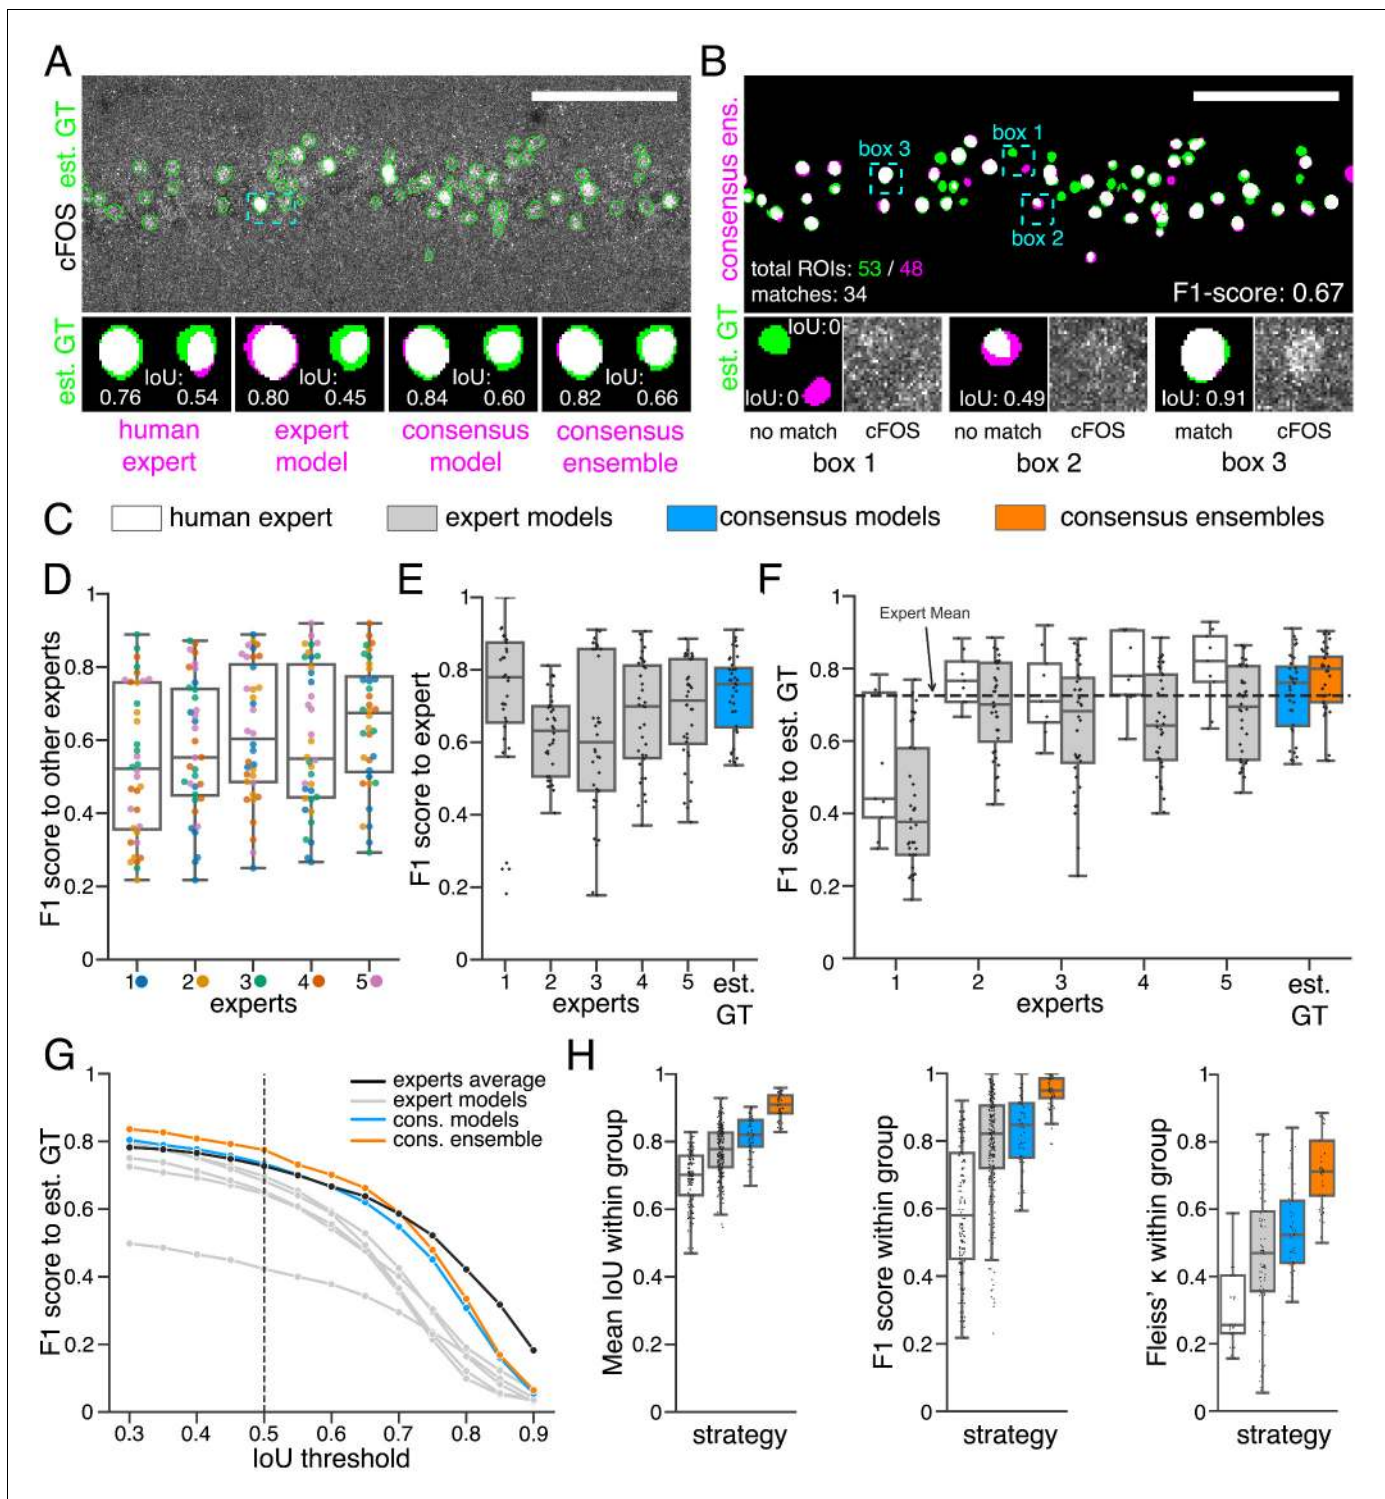 A
cFOS est. GT
est. GT
IoU:
0.76 0.54
IoU:
0.80 0.45
IoU:
0.84 0.60
IoU:
0.82 0.66
human
expert
expert
model
consensus
model
consensus
ensemble
B
consensus ens.
est. GT
box 3
box 1
box 2
total ROIs: 53 / 48
matches: 34
F1-score: 0.67
IoU:0
IoU:0
IoU: 0.49
IoU: 0.91
no match cFOS
no match cFOS
match cFOS
box 1
box 2
box 3
C
human expert
expert models
consensus models
consensus ensembles
D
F1 score to other experts
1
0.8
0.6
0.4
0.2
0
1 2 3 4 5
experts
E
F1 score to expert
1
0.8
0.6
0.4
0.2
0
1 2 3 4 5 est.
GT
experts
F
F1 score to est. GT
1
0.8
0.6
0.4
0.2
0
Expert Mean
1 2 3 4 5 est.
GT
experts
G
F1 score to est. GT
1
0.8
0.6
0.4
0.2
0
experts average
expert models
cons. models
cons. ensemble
0.3 0.4 0.5 0.6 0.7 0.8 0.9
IoU threshold
H
Mean IoU within group
1
0.8
0.6
0.4
0.2
0
strategy
F1 score within group
1
0.8
0.6
0.4
0.2
0
strategy
Fleiss' κ within group
1
0.8
0.6
0.4
0.2
0
strategy